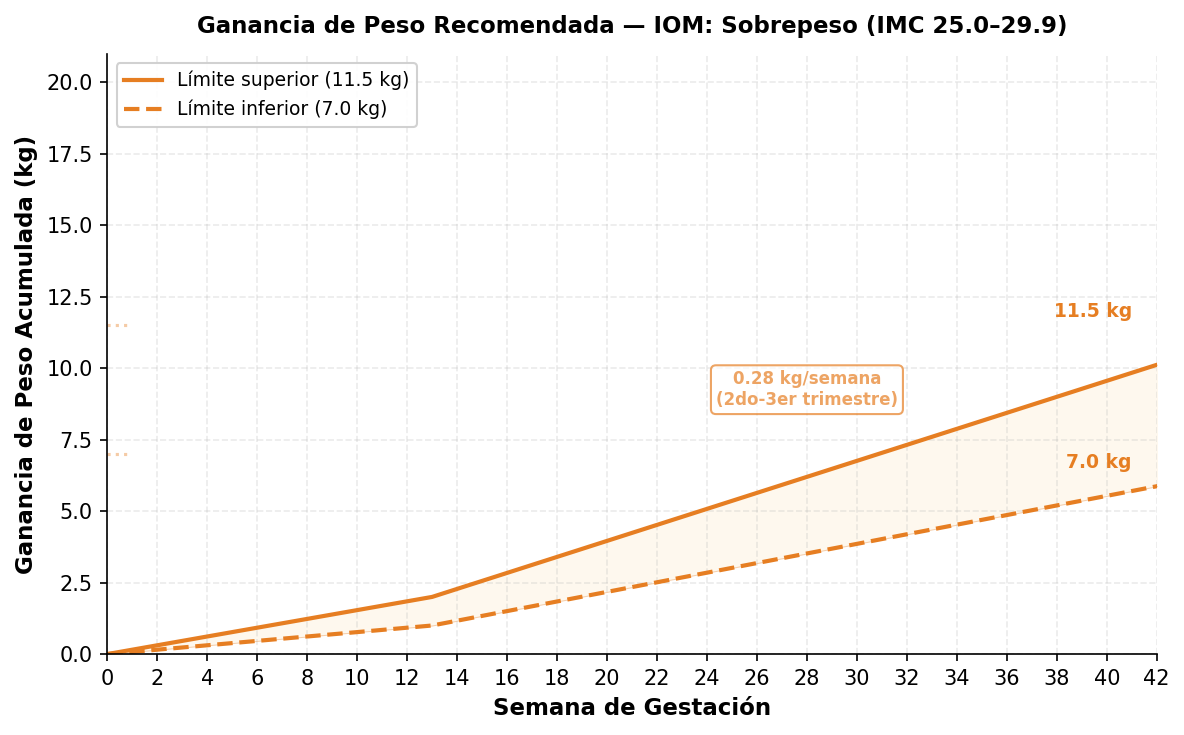 Ganancia de Peso Recomendada — IOM: Sobrepeso (IMC 25.0–29.9)
Límite superior (11.5 kg)
Límite inferior (7.0 kg)
Ganancia de Peso Acumulada (kg)
20.0
17.5
15.0
12.5
10.0
7.5
5.0
2.5
0.0
11.5 kg
0.28 kg/semana
(2do-3er trimestre)
7.0 kg
0 2 4 6 8 10 12 14 16 18 20 22 24 26 28 30 32 34 36 38 40 42
Semana de Gestación